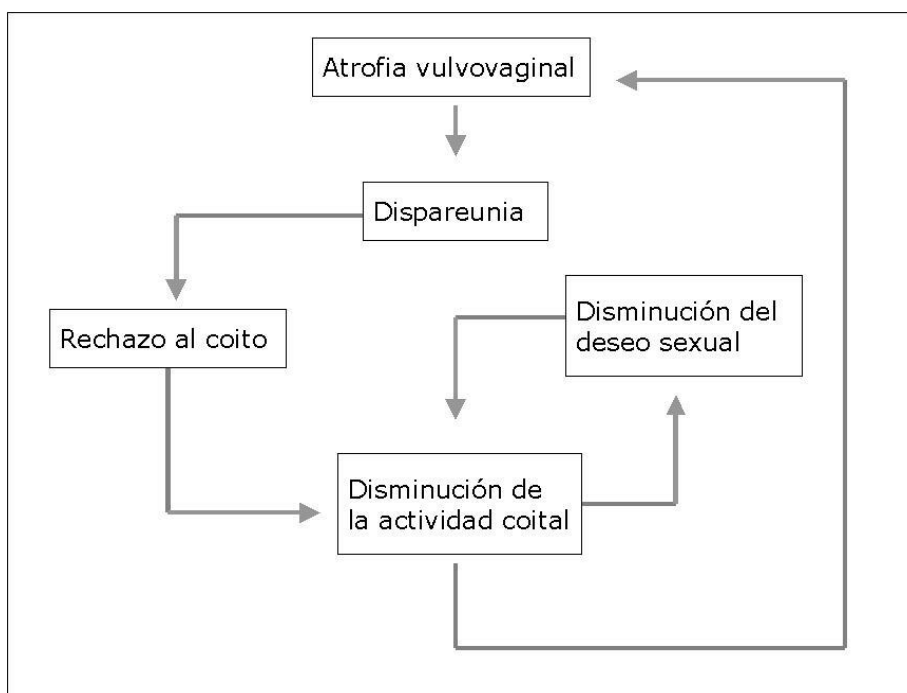 Atrofia vulvovaginal
Dispareunia
Rechazo al coito
Disminución del
deseo sexual
Disminución de
la actividad coital